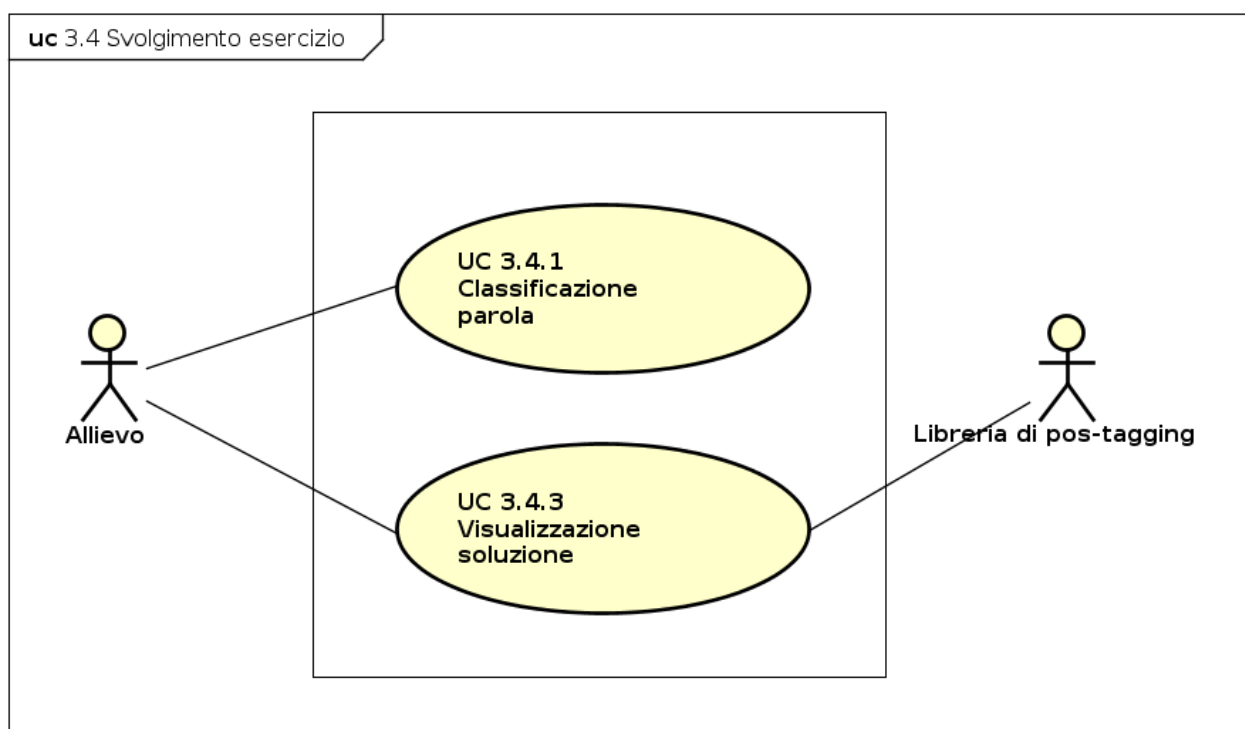 uc 3.4 Svolgimento esercizio
UC 3.4.1
Classificazione
parola
Allievo
Libreria di pos-tagging
UC 3.4.3
Visualizzazione
soluzione